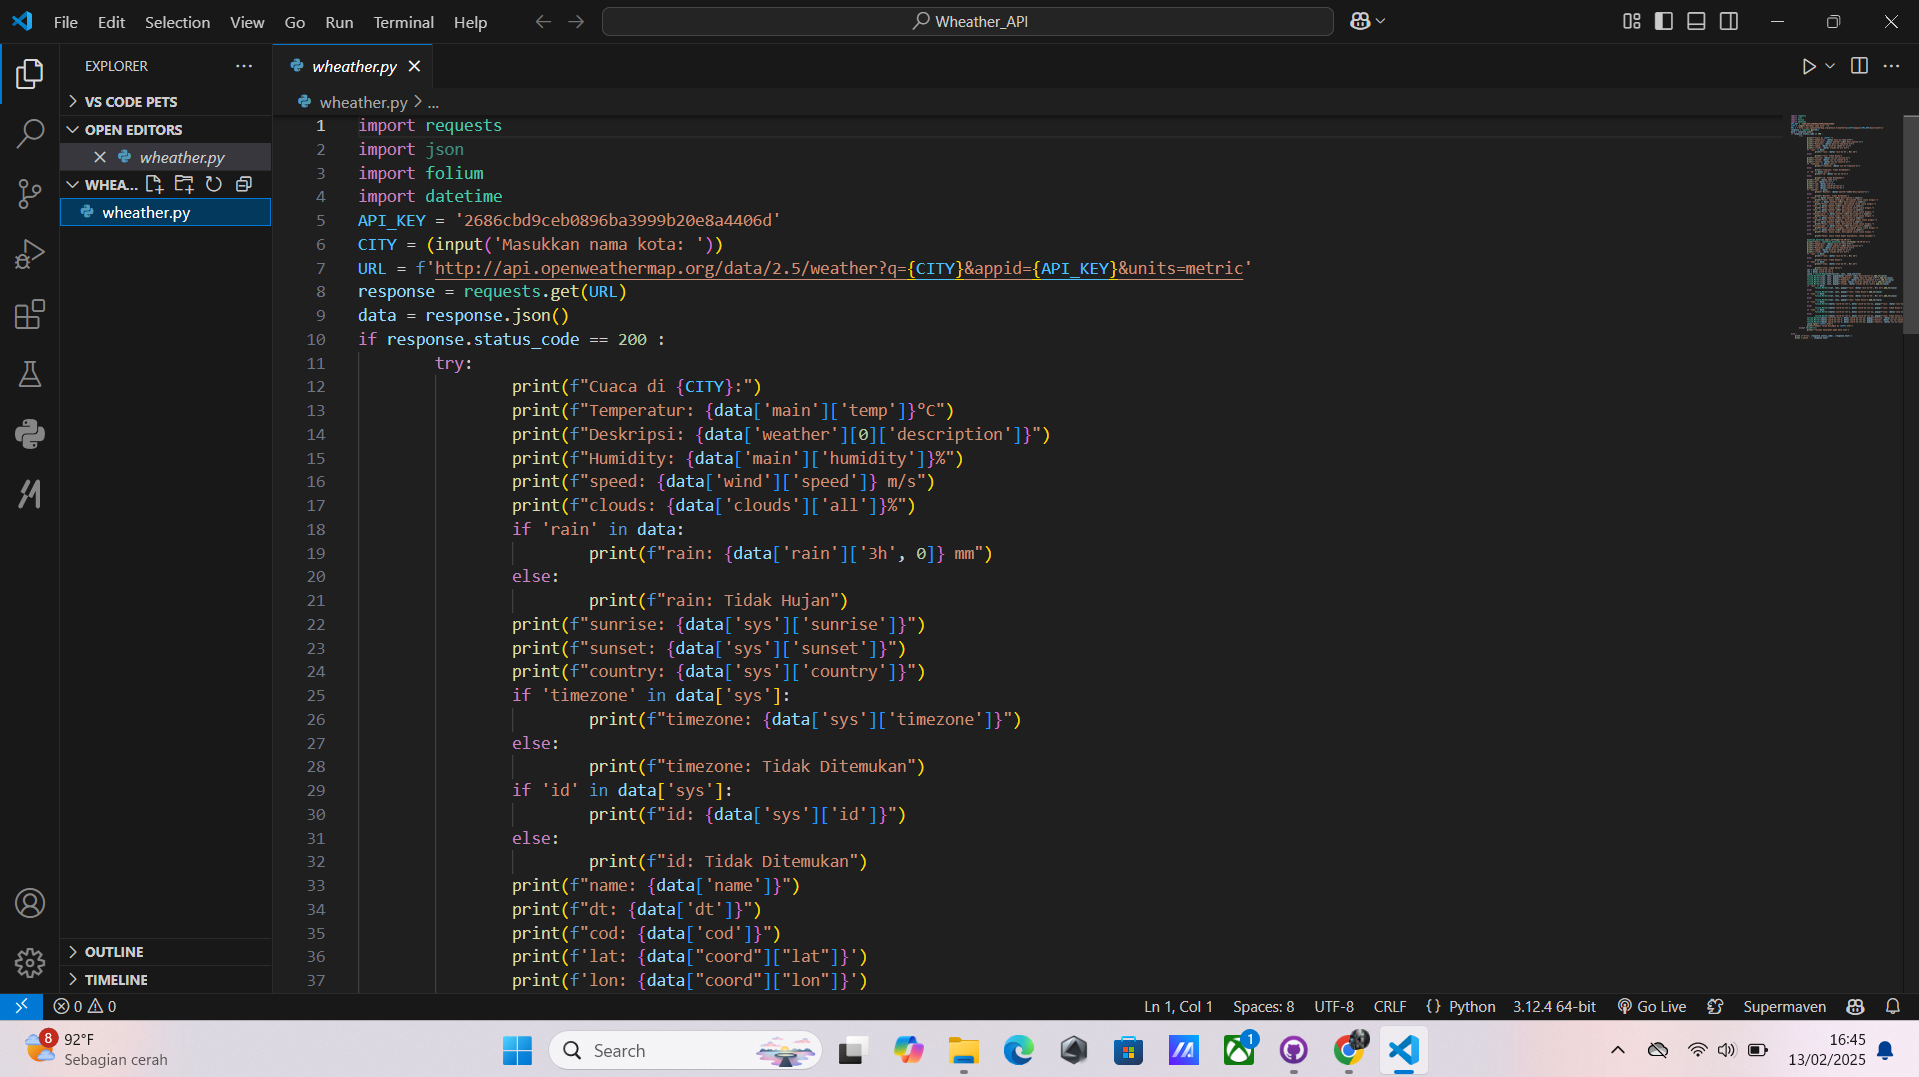 File Edit Selection View Go Run Terminal Help
Wheather_API
EXPLORER
VS CODE PETS
OPEN EDITORS
wheather.py
WHEA...
wheather.py
wheather.py
wheather.py > ...
1 import requests
2 import json
3 import folium
4 import datetime
5 API_KEY = '2686cbd9ceb0896ba3999b20e8a4406d'
6 CITY = (input('Masukkan nama kota: '))
7 URL = f'http://api.openweathermap.org/data/2.5/weather?q={CITY}&appid={API_KEY}&units=metric'
8 response = requests.get(URL)
9 data = response.json()
10 if response.status_code == 200 :
11 try:
12 print(f"Cuaca di {CITY}:")
13 print(f"Temperatur: {data['main']['temp']}°C")
14 print(f"Deskripsi: {data['weather'][0]['description']}")
15 print(f"Humidity: {data['main']['humidity']}%")
16 print(f"speed: {data['wind']['speed']} m/s")
17 print(f"clouds: {data['clouds']['all']}%")
18 if 'rain' in data:
19 print(f"rain: {data['rain']['3h', 0]} mm")
20 else:
21 print(f"rain: Tidak Hujan")
22 print(f"sunrise: {data['sys']['sunrise']}")
23 print(f"sunset: {data['sys']['sunset']}")
24 print(f"country: {data['sys']['country']}")
25 if 'timezone' in data['sys']:
26 print(f"timezone: {data['sys']['timezone']}")
27 else:
28 print(f"timezone: Tidak Ditemukan")
29 if 'id' in data['sys']:
30 print(f"id: {data['sys']['id']}")
31 else:
32 print(f"id: Tidak Ditemukan")
33 print(f"name: {data['name']}")
34 print(f"dt: {data['dt']}")
35 print(f"cod: {data['cod']}")
36 print(f'lat: {data["coord"]["lat"]}')
37 print(f'lon: {data["coord"]["lon"]}')
OUTLINE
TIMELINE
0 0
Ln 1, Col 1 Spaces: 8 UTF-8 CRLF {} Python 3.12.4 64-bit Go Live Supermaven
8
92°F
Sebagian cerah
Search
1
16:45
13/02/2025